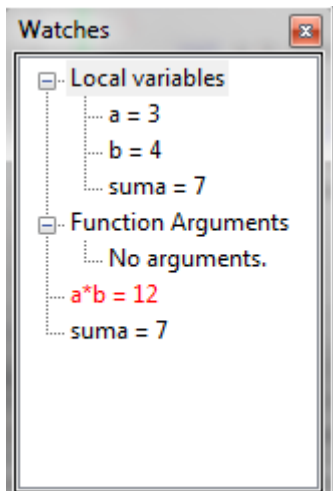 Watches
Local variables
a = 3
b = 4
suma = 7
Function Arguments
No arguments.
a*b = 12
suma = 7